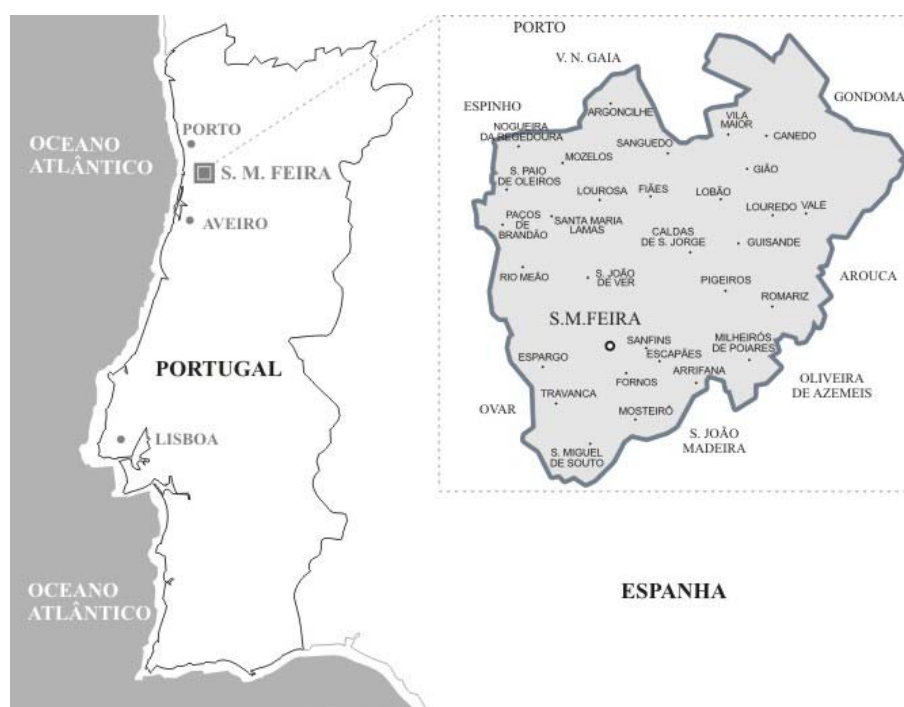 OCEANO
ATLÂNTICO
PORTO
S. M. FEIRA
AVEIRO
PORTUGAL
LISBOA
OCEANO
ATLÂNTICO
ESPANHA
PORTO
V. N. GAIA
ESPINHO
GONDOMA
ARGONCILHE
NOGUEIRA
DA REGEDOURA
VILA
MAIOR
CANEDO
SANGUEDO
MOZELOS
GIÃO
S. PAIO
DE OLEIROS
LOUROSA
FIÃES
LOBÃO
LOUREDO
VALE
PAÇOS
DE
BRANDÃO
SANTA MARIA
LAMAS
CALDAS
DE S. JORGE
GUISANDE
RIO MEÃO
S. JOÃO
DE VER
PIGEIROS
AROUCA
ROMARIZ
S.M.FEIRA
SANFINS
MILHEIRÓS
DE POIARES
ESPARGO
ESCAPÃES
ARRIFANA
FORNOS
OLIVEIRA
DE AZEMEIS
TRAVANCA
OVAR
MOSTEIRÔ
S. JOÃO
MADEIRA
S. MIGUEL
DE SOUTO